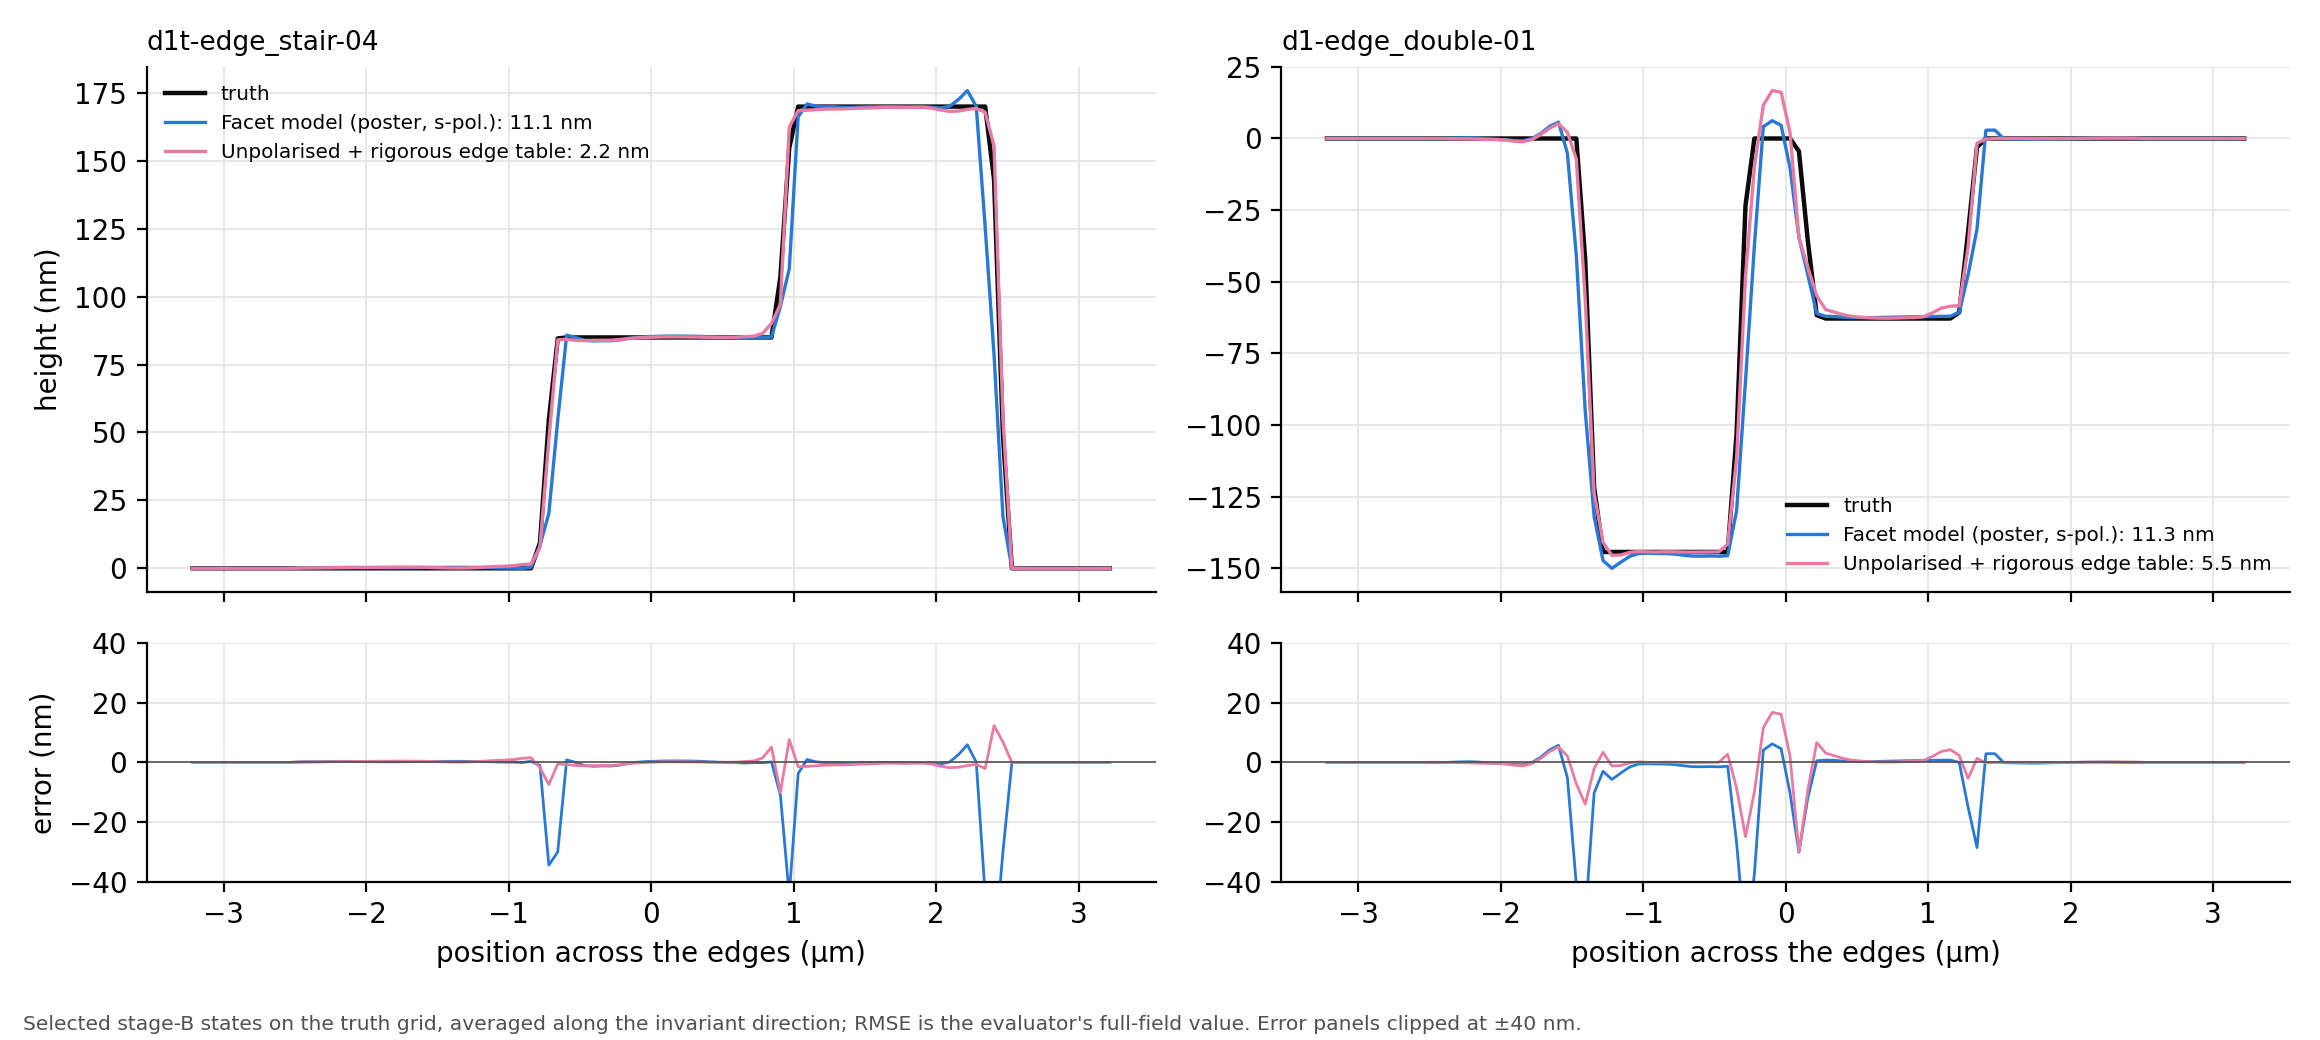 d1t-edge_stair-04
175
150
125
100
75
50
25
0
height (nm)
truth
Facet model (poster, s-pol.): 11.1 nm
Unpolarised + rigorous edge table: 2.2 nm
d1-edge_double-01
25
0
−25
−50
−75
−100
−125
−150
truth
Facet model (poster, s-pol.): 11.3 nm
Unpolarised + rigorous edge table: 5.5 nm
40
20
0
−20
−40
error (nm)
−3 −2 −1 0 1 2 3
position across the edges (µm)
40
20
0
−20
−40
−3 −2 −1 0 1 2 3
position across the edges (µm)
Selected stage-B states on the truth grid, averaged along the invariant direction; RMSE is the evaluator's full-field value. Error panels clipped at ±40 nm.